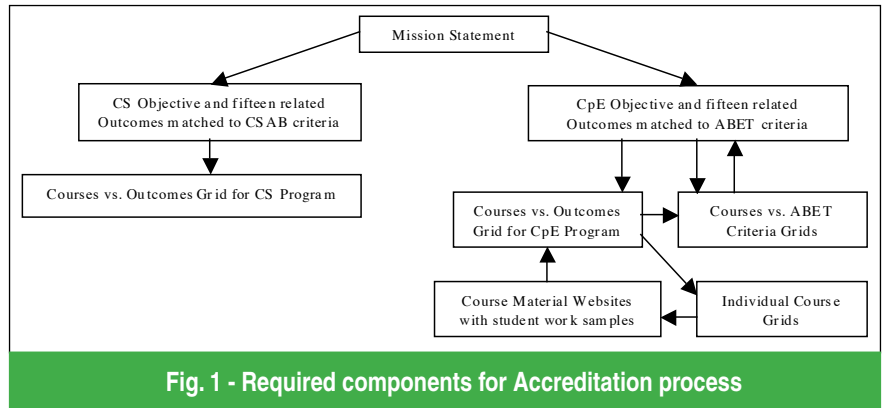 Mission Statement
CS Objective and fifteen related
Outcomes matched to CSAB criteria
CpE Objective and fifteen related
Outcomes matched to ABET criteria
Courses vs. Outcomes Grid for CS Program
Courses vs. Outcomes
Grid for CpE Program
Courses vs. ABET
Criteria Grids
Course Material Websites
with student work samples
Individual Course
Grids
Fig. 1 - Required components for Accreditation process